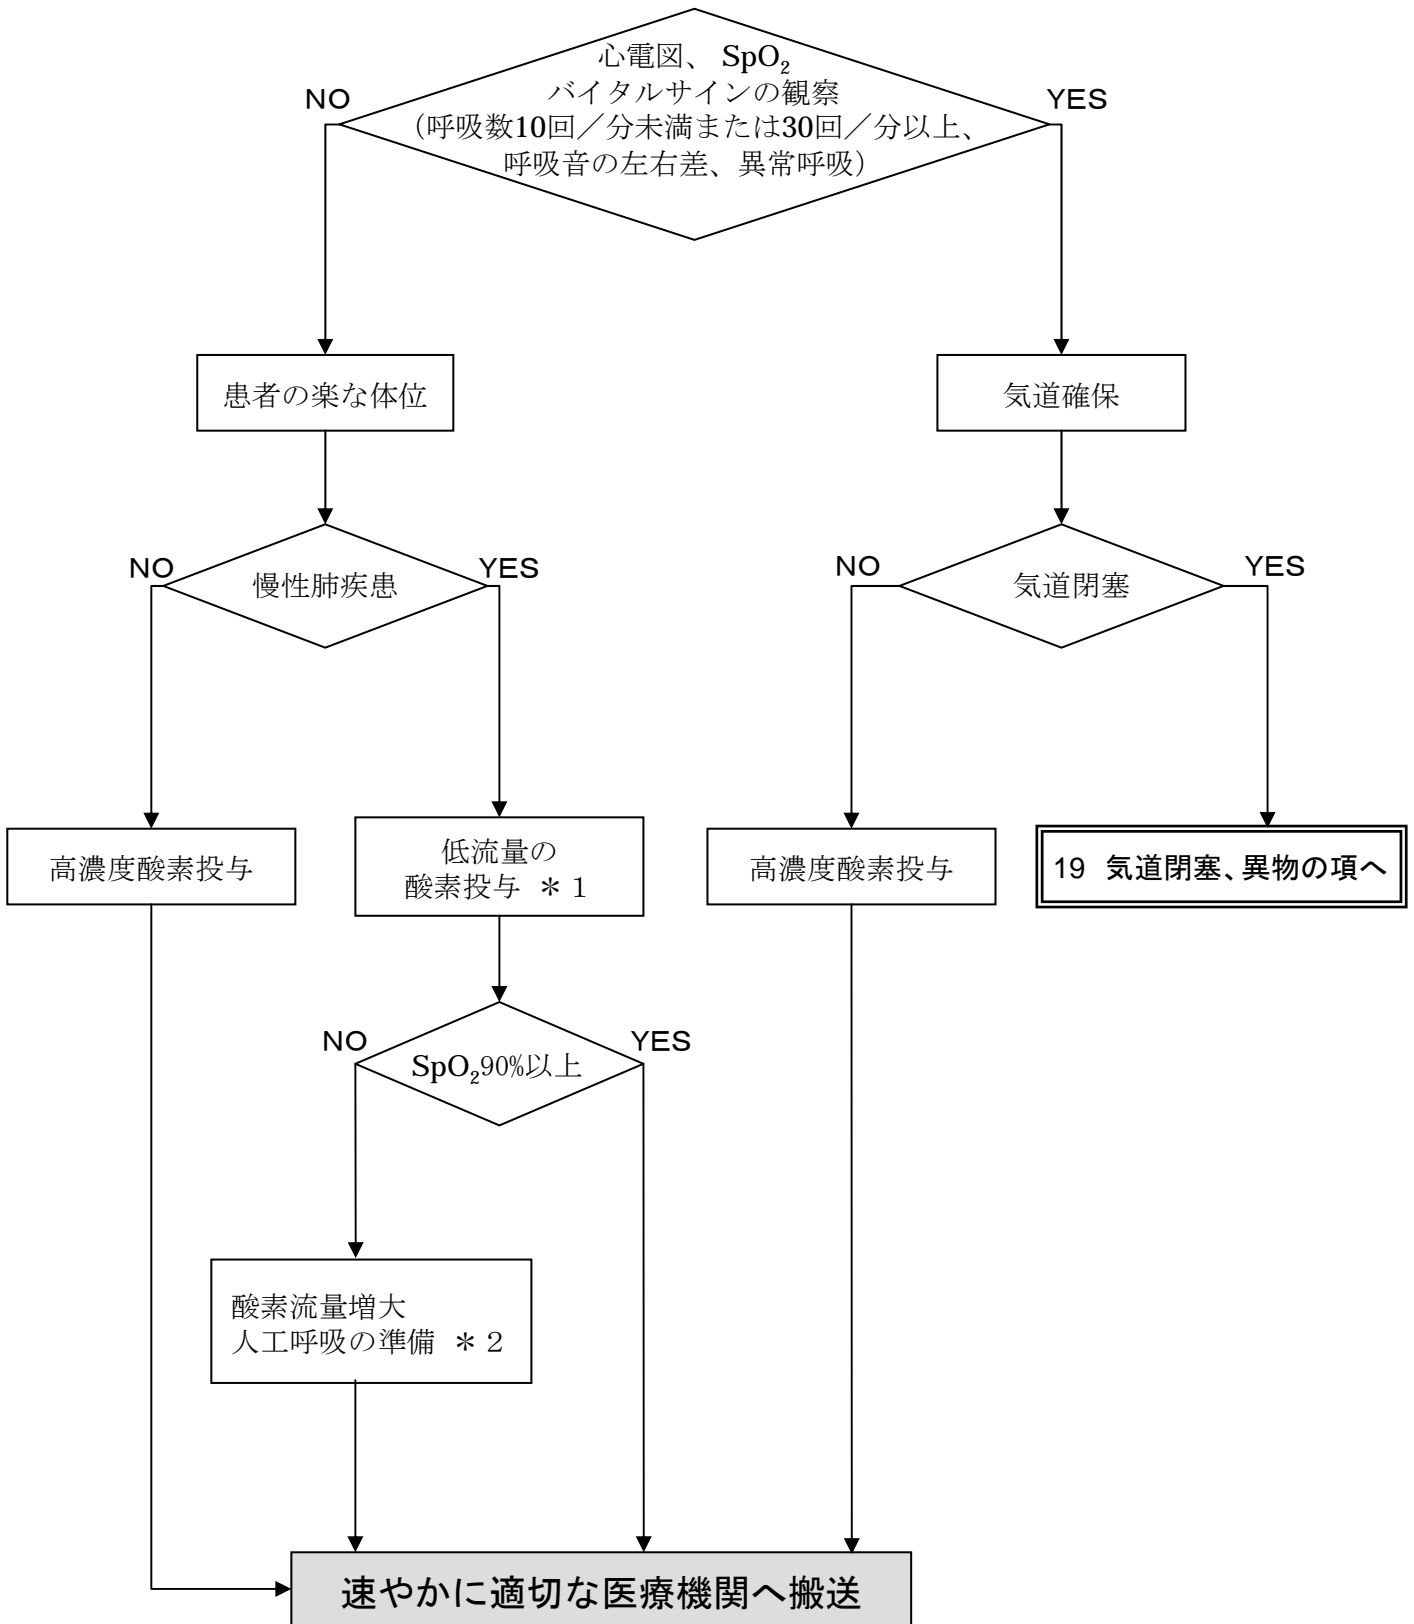 心電図、 SpO₂
バイタルサインの観察
（呼吸数10回／分未満または30回／分以上、
呼吸音の左右差、異常呼吸）
NO
YES
患者の楽な体位
気道確保
NO
慢性肺疾患
YES
NO
気道閉塞
YES
高濃度酸素投与
低流量の
酸素投与 ＊１
高濃度酸素投与
19 気道閉塞、異物の項へ
NO
SpO₂90%以上
YES
酸素流量増大
人工呼吸の準備 ＊２
速やかに適切な医療機関へ搬送